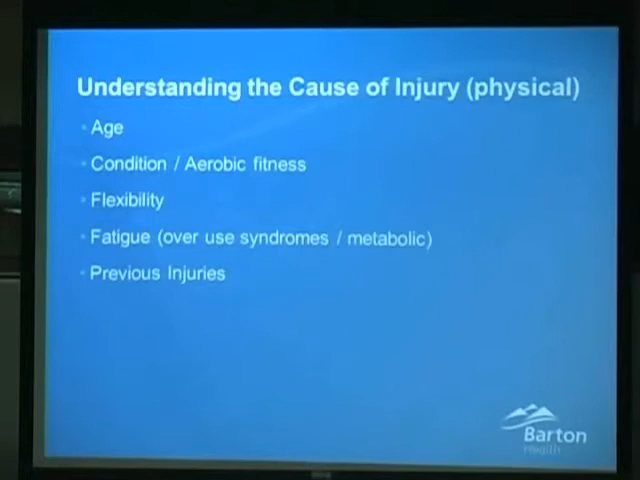 Understanding the Cause of Injury (physical)
Age
Condition / Aerobic fitness
Flexibility
Fatigue (over use syndromes / metabolic)
Previous Injuries
Barton
Health